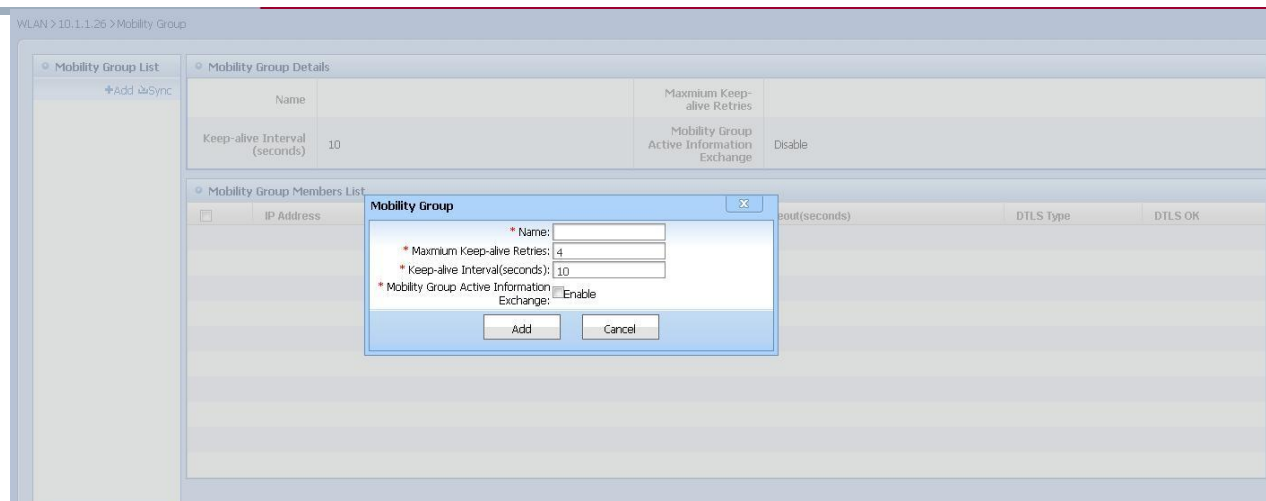 WLAN > 10.1.1.26 > Mobility Group
Mobility Group List
Add Sync
Mobility Group Details
Name
Maxmium Keep-
alive Retries
Keep-alive Interval
(seconds)
10
Mobility Group
Active Information
Exchange
Disable
Mobility Group Members List
IP Address
eout(seconds)
DTLS Type
DTLS OK
Mobility Group
* Name:
* Maxmium Keep-alive Retries: 4
* Keep-alive Interval(seconds): 10
* Mobility Group Active Information
Exchange:
Enable
Add
Cancel